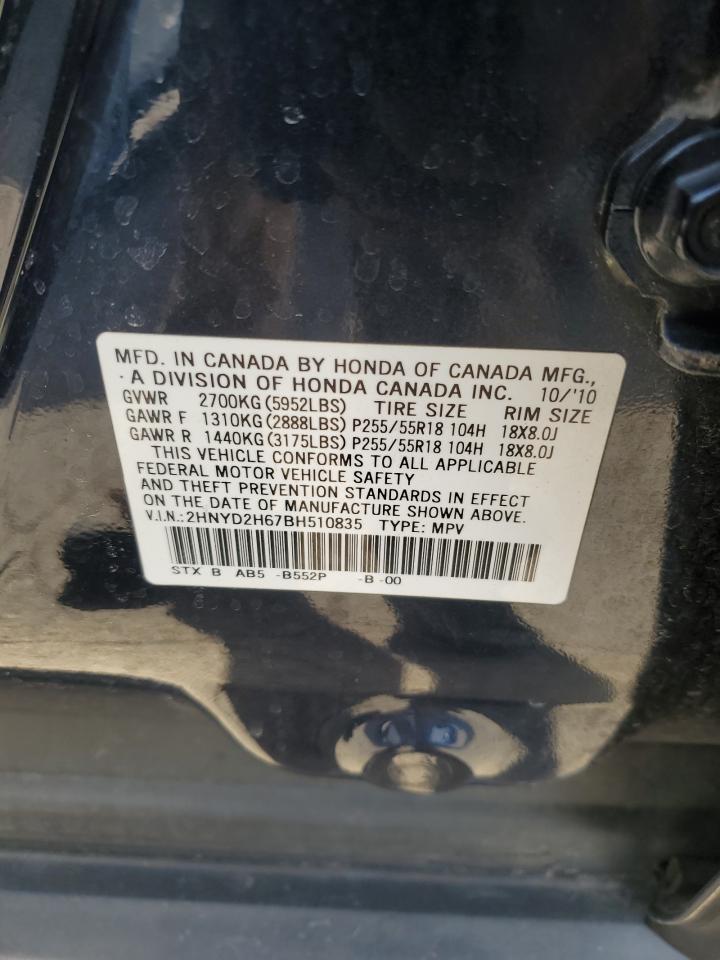 MFD. IN CANADA BY HONDA OF CANADA MFG.,
· A DIVISION OF HONDA CANADA INC. 10/'10
GVWR 2700KG(5952LBS) TIRE SIZE RIM SIZE
GAWR F 1310KG(2888LBS) P255/55R18 104H 18X8.0J
GAWR R 1440KG(3175LBS) P255/55R18 104H 18X8.0J
THIS VEHICLE CONFORMS TO ALL APPLICABLE
FEDERAL MOTOR VEHICLE SAFETY
AND THEFT PREVENTION STANDARDS IN EFFECT
ON THE DATE OF MANUFACTURE SHOWN ABOVE.
V.I.N.:2HNYD2H67BH510835 TYPE: MPV
STX B AB5 -B552P -B -00